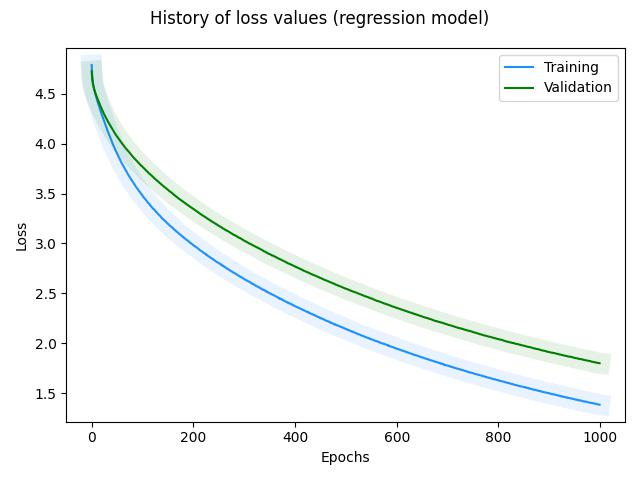 History of loss values (regression model)
Training
Validation
4.5
4.0
3.5
3.0
2.5
2.0
1.5
Loss
0 200 400 600 800 1000
Epochs